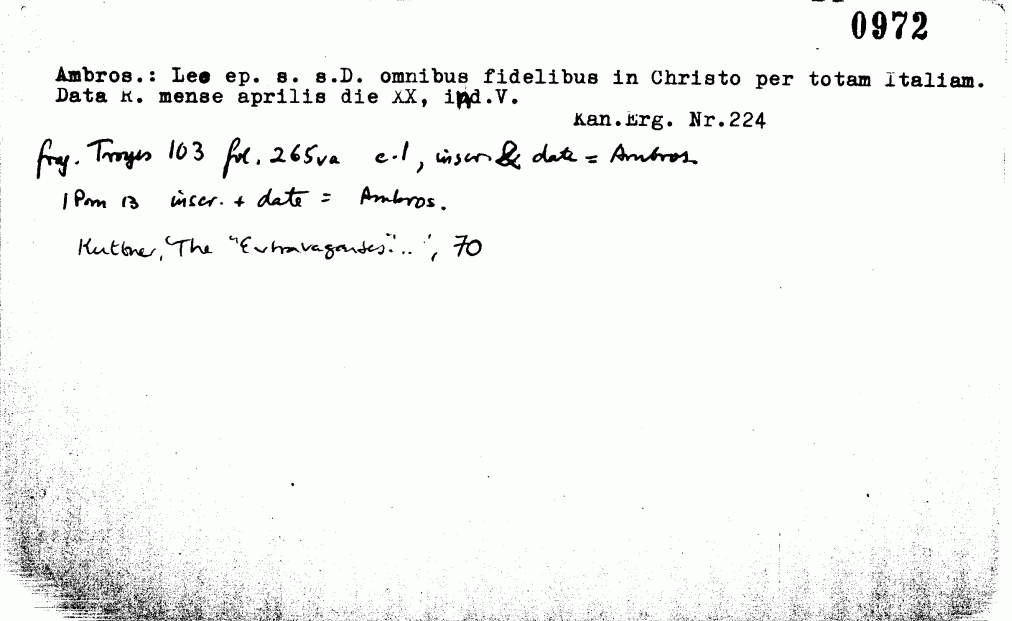 0972
Ambros.: Leo ep. s. s.D. omnibus fidelibus in Christo per totam Italiam.
Data R. mense aprilis die XX, ind.V.
Kan.Erg. Nr.224
frag. Troyes 103 fol. 265va c.1, inscr & date = Ambros.
1 Pom 13 inscr. + date = Ambros.
Kuttner, 'The "Extravagantes"...', 70